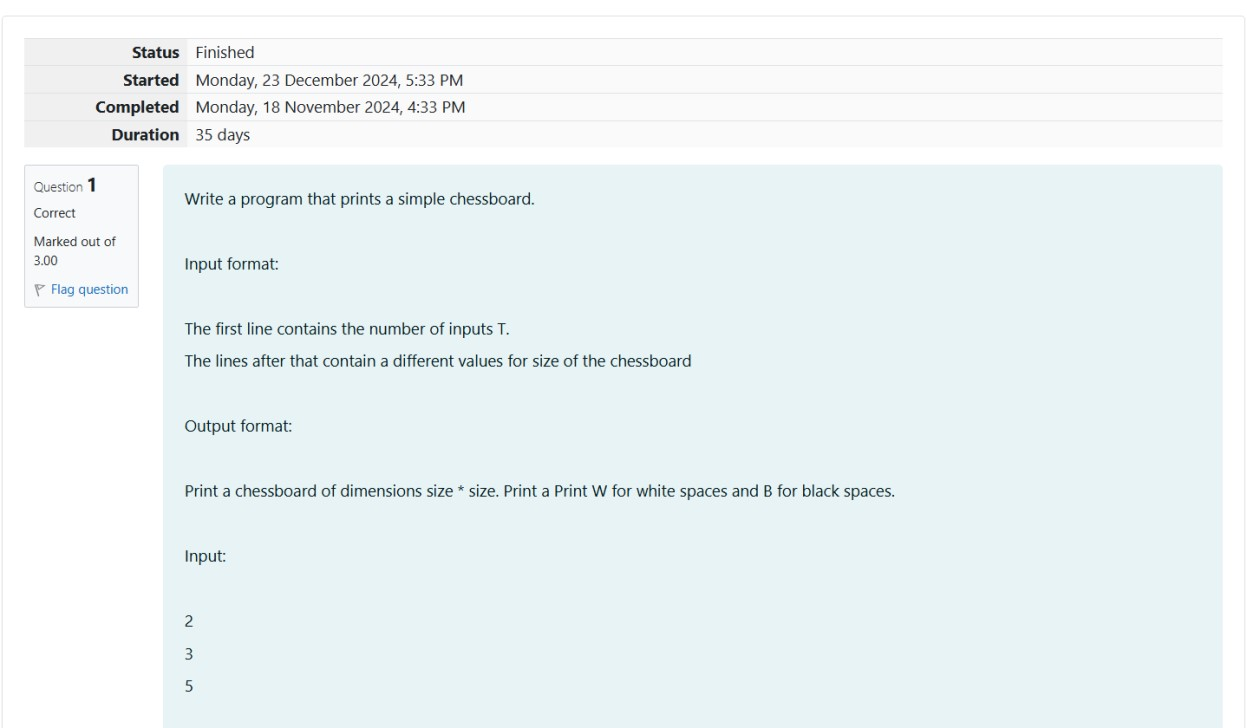 Status Finished
Started Monday, 23 December 2024, 5:33 PM
Completed Monday, 18 November 2024, 4:33 PM
Duration 35 days
Question 1
Correct
Marked out of
3.00
Flag question
Write a program that prints a simple chessboard.
Input format:
The first line contains the number of inputs T.
The lines after that contain a different values for size of the chessboard
Output format:
Print a chessboard of dimensions size * size. Print a Print W for white spaces and B for black spaces.
Input:
2
3
5